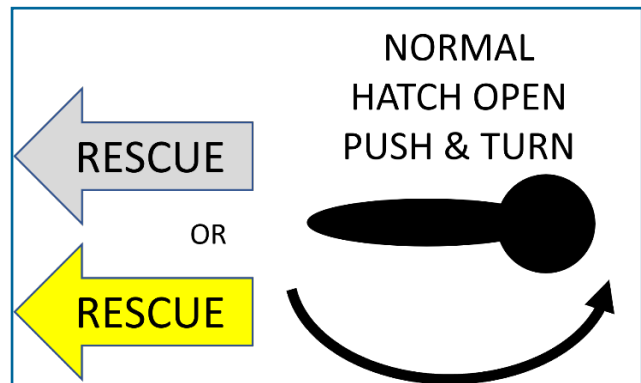 NORMAL
HATCH OPEN
PUSH & TURN
RESCUE
OR
RESCUE